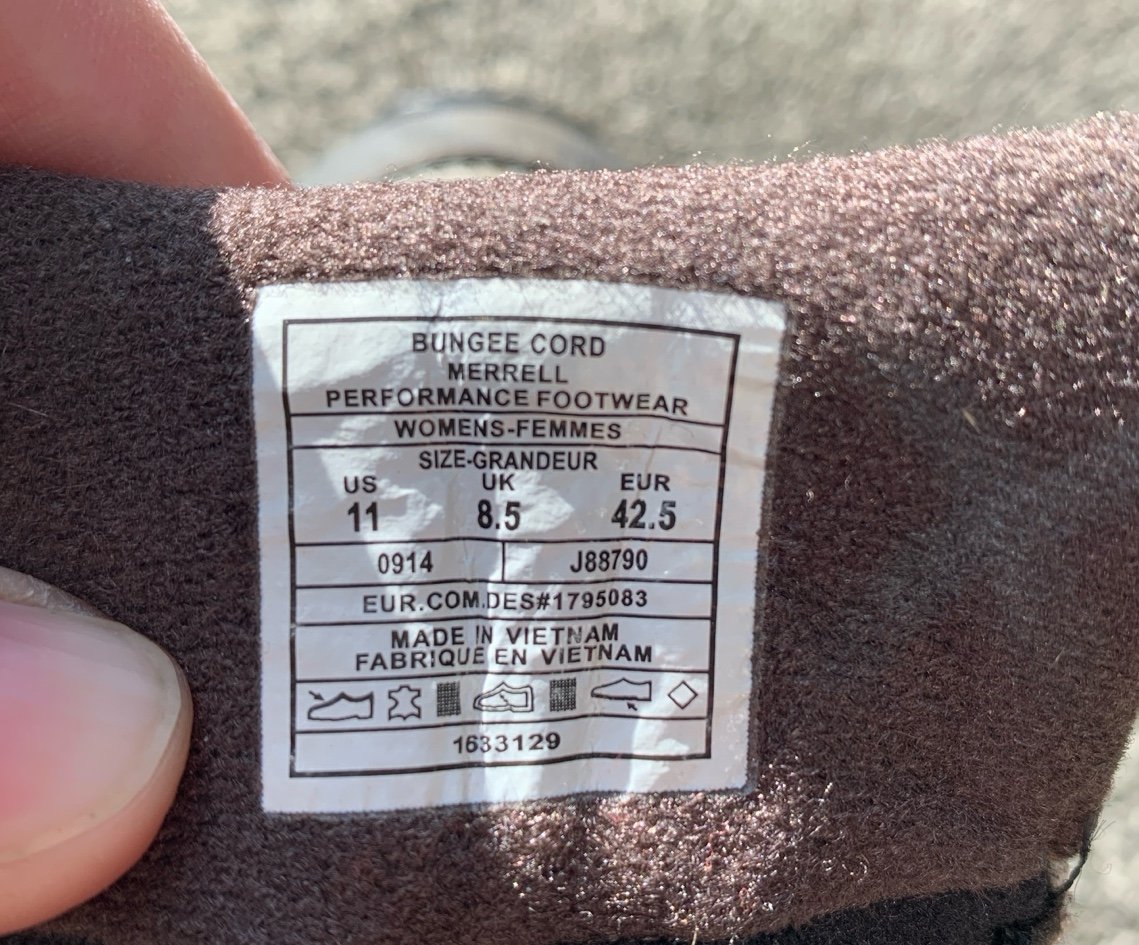 BUNGEE CORD
MERRELL
PERFORMANCE FOOTWEAR
WOMENS-FEMMES
SIZE-GRANDEUR
US UK EUR
11 8.5 42.5
0914 J88790
EUR.COM.DES#1795083
MADE IN VIETNAM
FABRIQUE EN VIETNAM
1633129